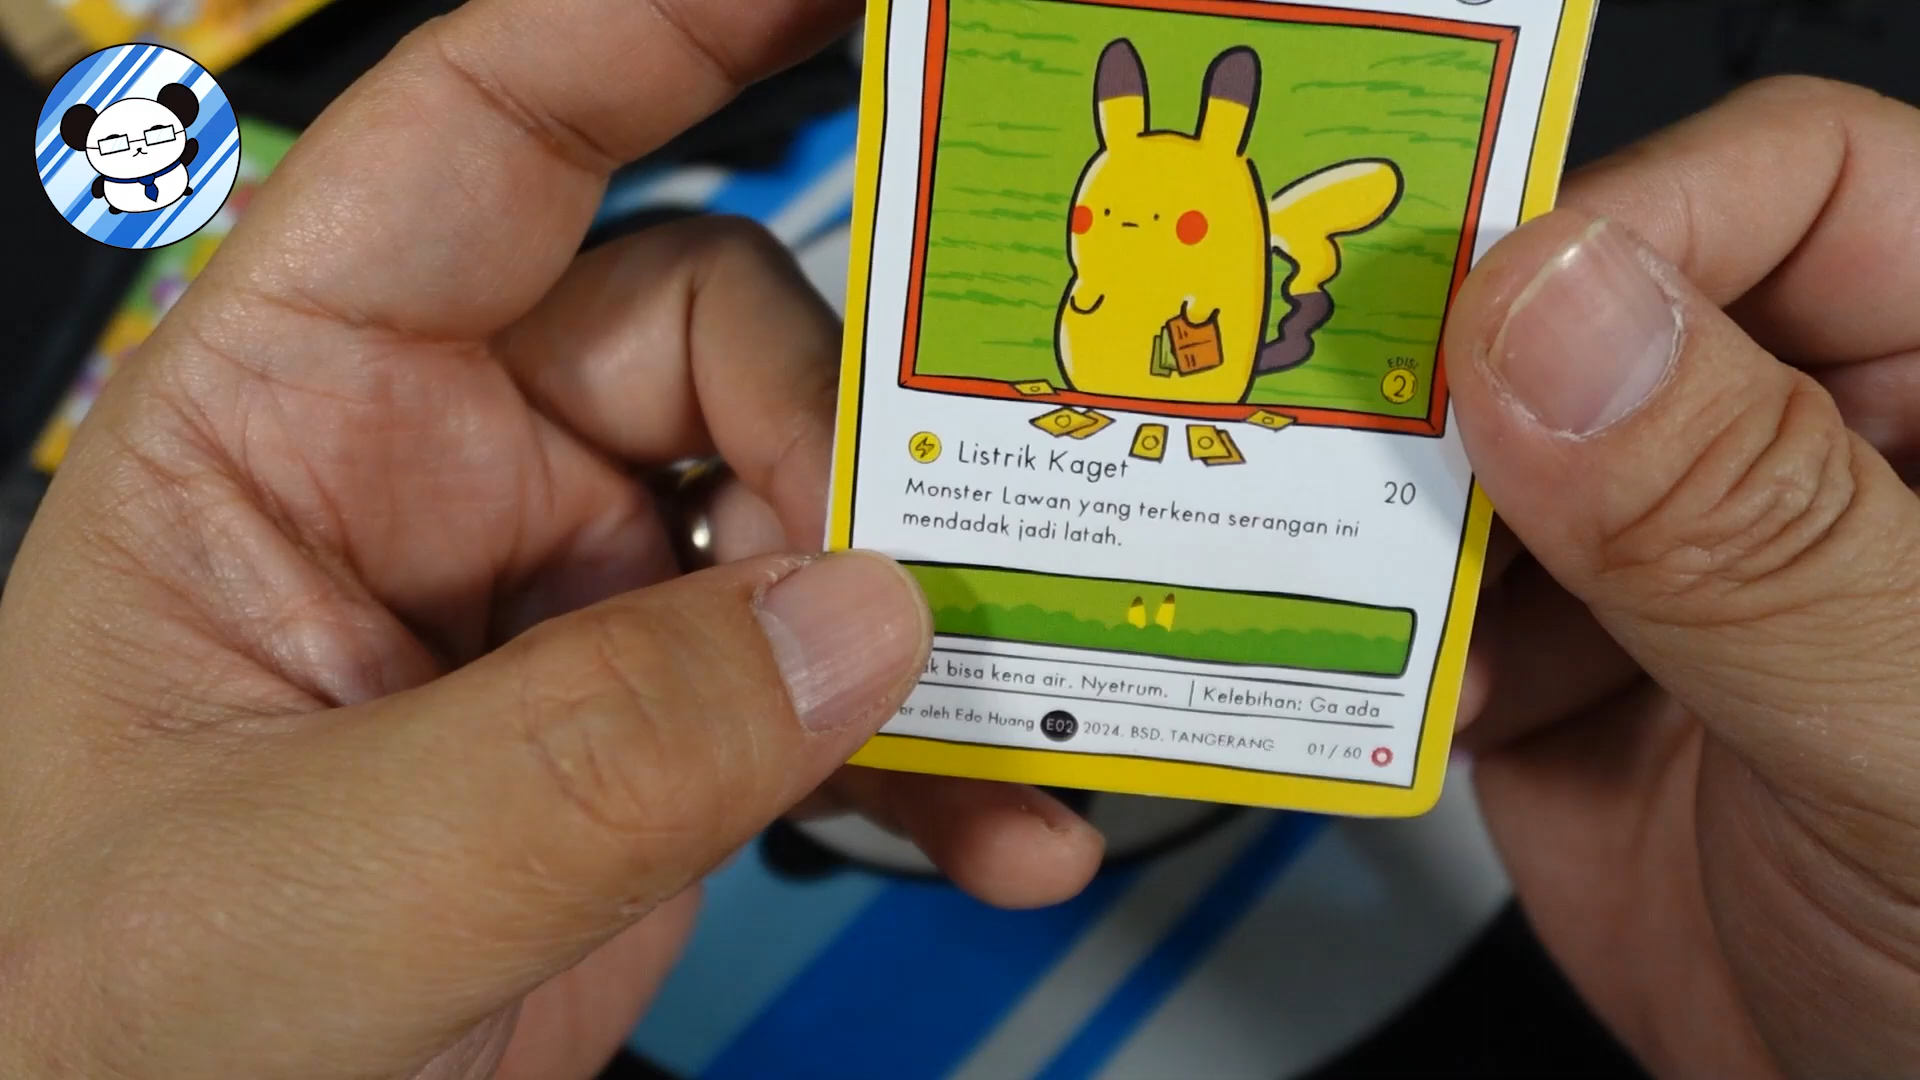 EDISI
2
Listrik Kaget
20
Monster Lawan yang terkena serangan ini
mendadak jadi latah.
bisa kena air. Nyetrum. | Kelebihan: Ga ada
oleh Edo Huang E02 2024. BSD. TANGERANG 01/60